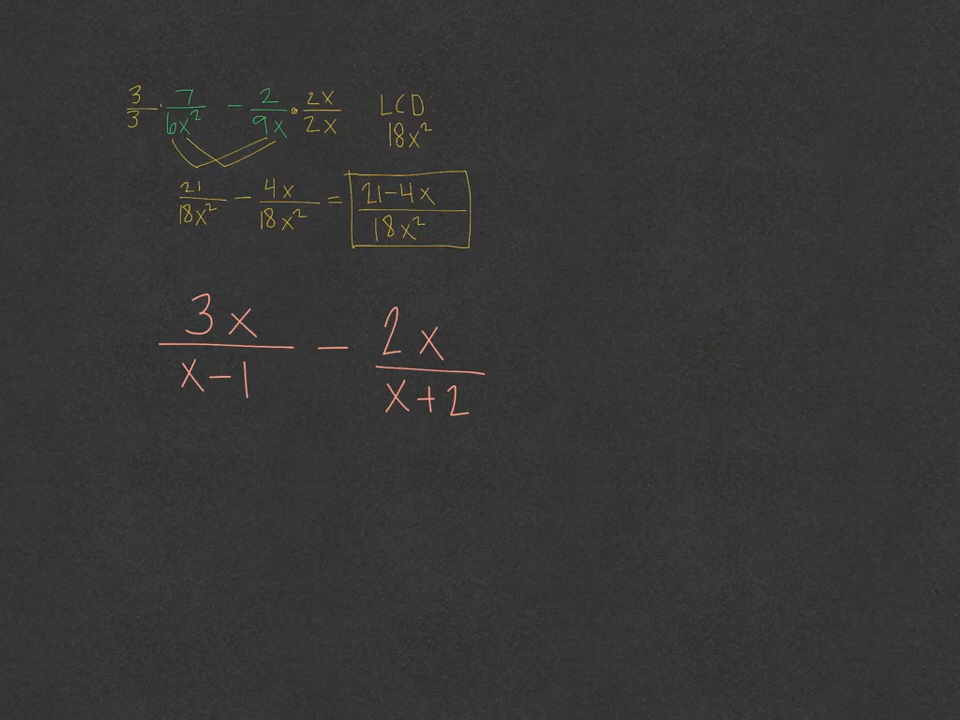 3/3 · 7/6x² − 2/9x · 2x/2x LCD:
18x²
21/18x² − 4x/18x² = 21−4x/18x²
3x/x−1 − 2x/x+2